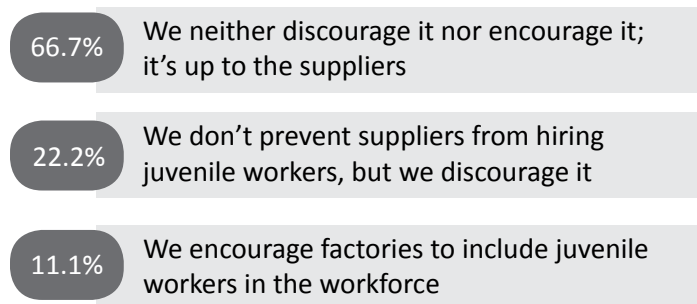 66.7%
We neither discourage it nor encourage it;
it’s up to the suppliers
22.2%
We don’t prevent suppliers from hiring
juvenile workers, but we discourage it
11.1%
We encourage factories to include juvenile
workers in the workforce